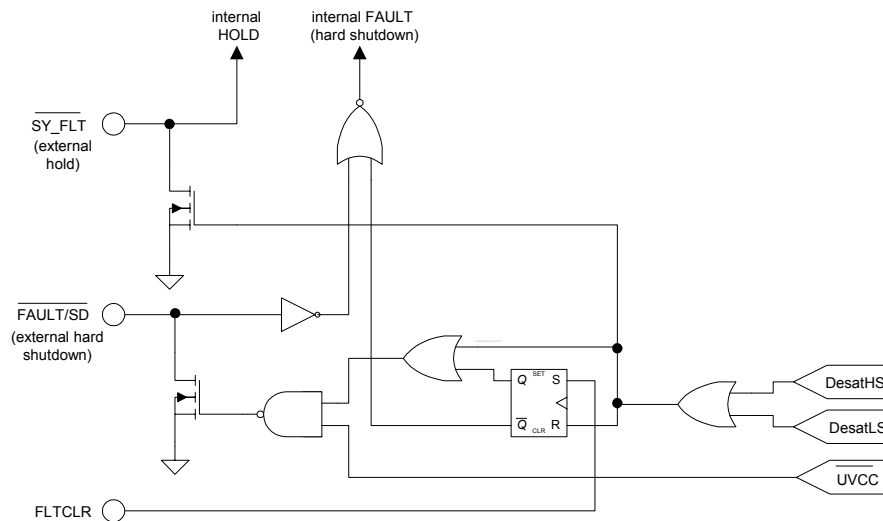 internal
HOLD
internal FAULT
(hard shutdown)
SY_FLT
(external
hold)
FAULT/SD
(external hard
shutdown)
Q SET S
Q CLR R
DesatHS
DesatLS
UVCC
FLTCLR